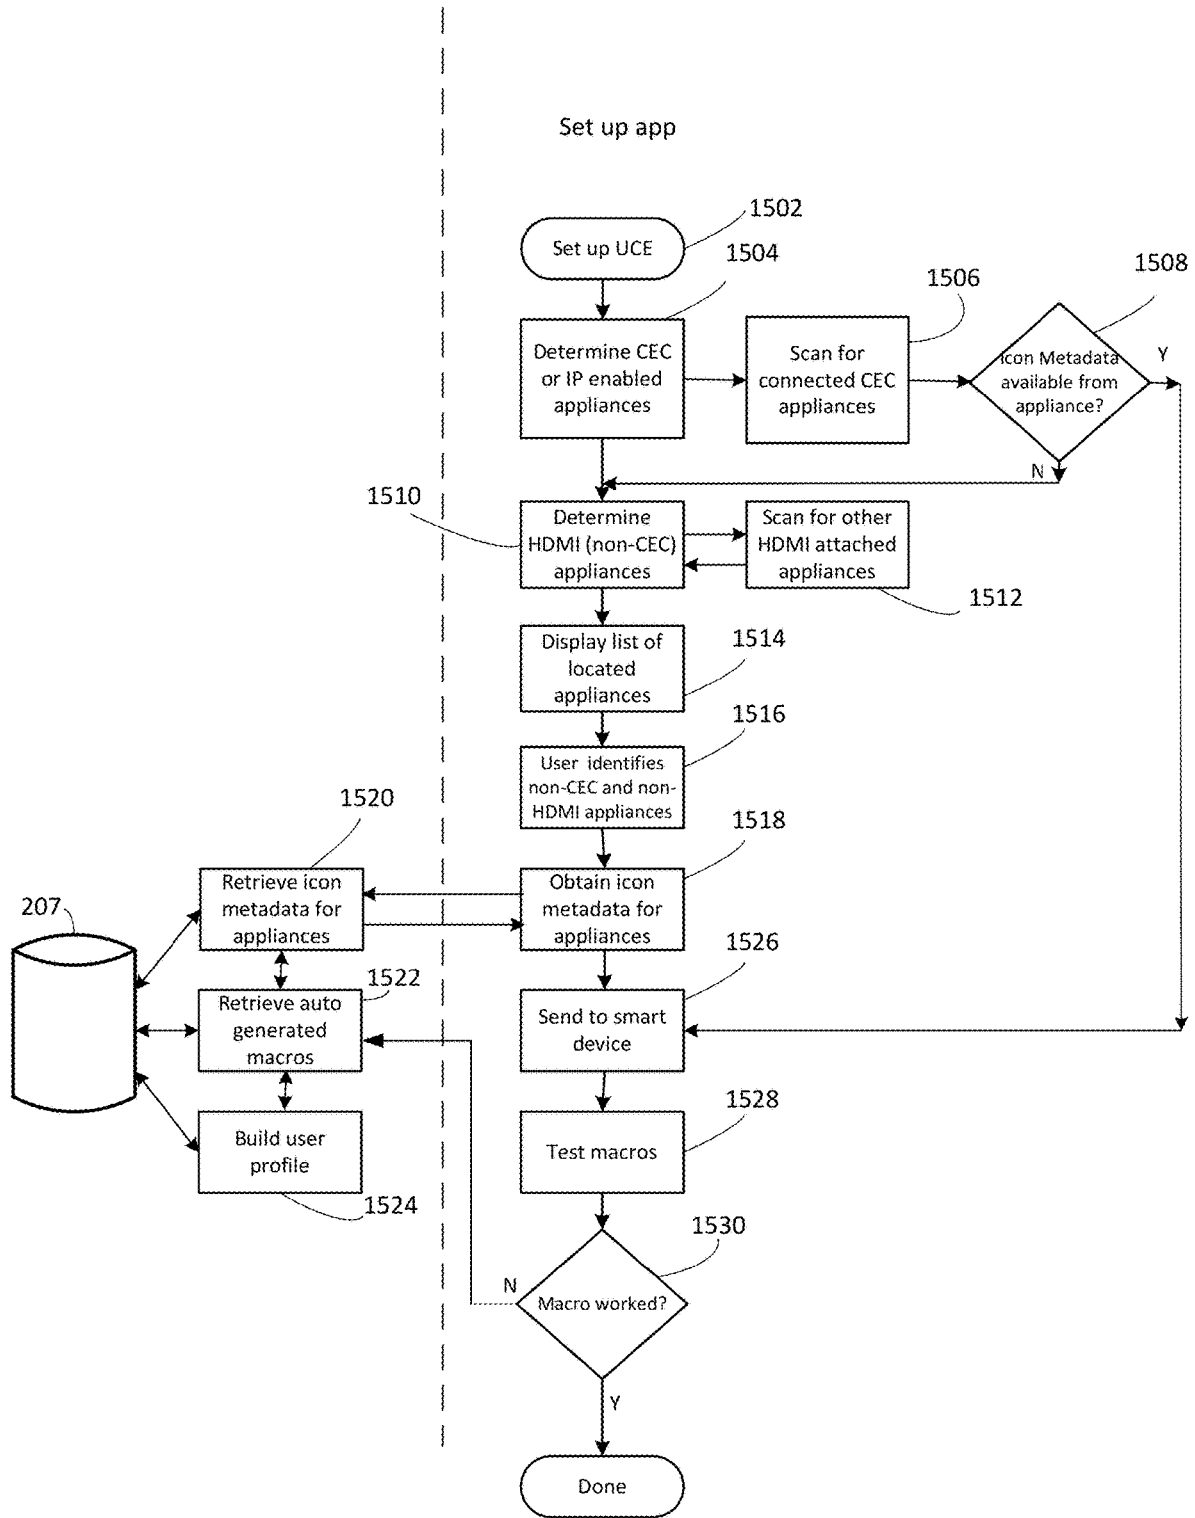 Set up app
1502
Set up UCE
1504
1506
1508
Determine CEC
or IP enabled
appliances
Scan for
connected CEC
appliances
Icon Metadata
available from
appliance?
Y
N
1510
Determine
HDMI (non-CEC)
appliances
Scan for other
HDMI attached
appliances
1512
Display list of
located
appliances
1514
1516
User identifies
non-CEC and non-
HDMI appliances
1520
1518
Retrieve icon
metadata for
appliances
Obtain icon
metadata for
appliances
207
1526
1522
Retrieve auto
generated
macros
Send to smart
device
1528
Build user
profile
Test macros
1524
1530
N
Macro worked?
Y
Done